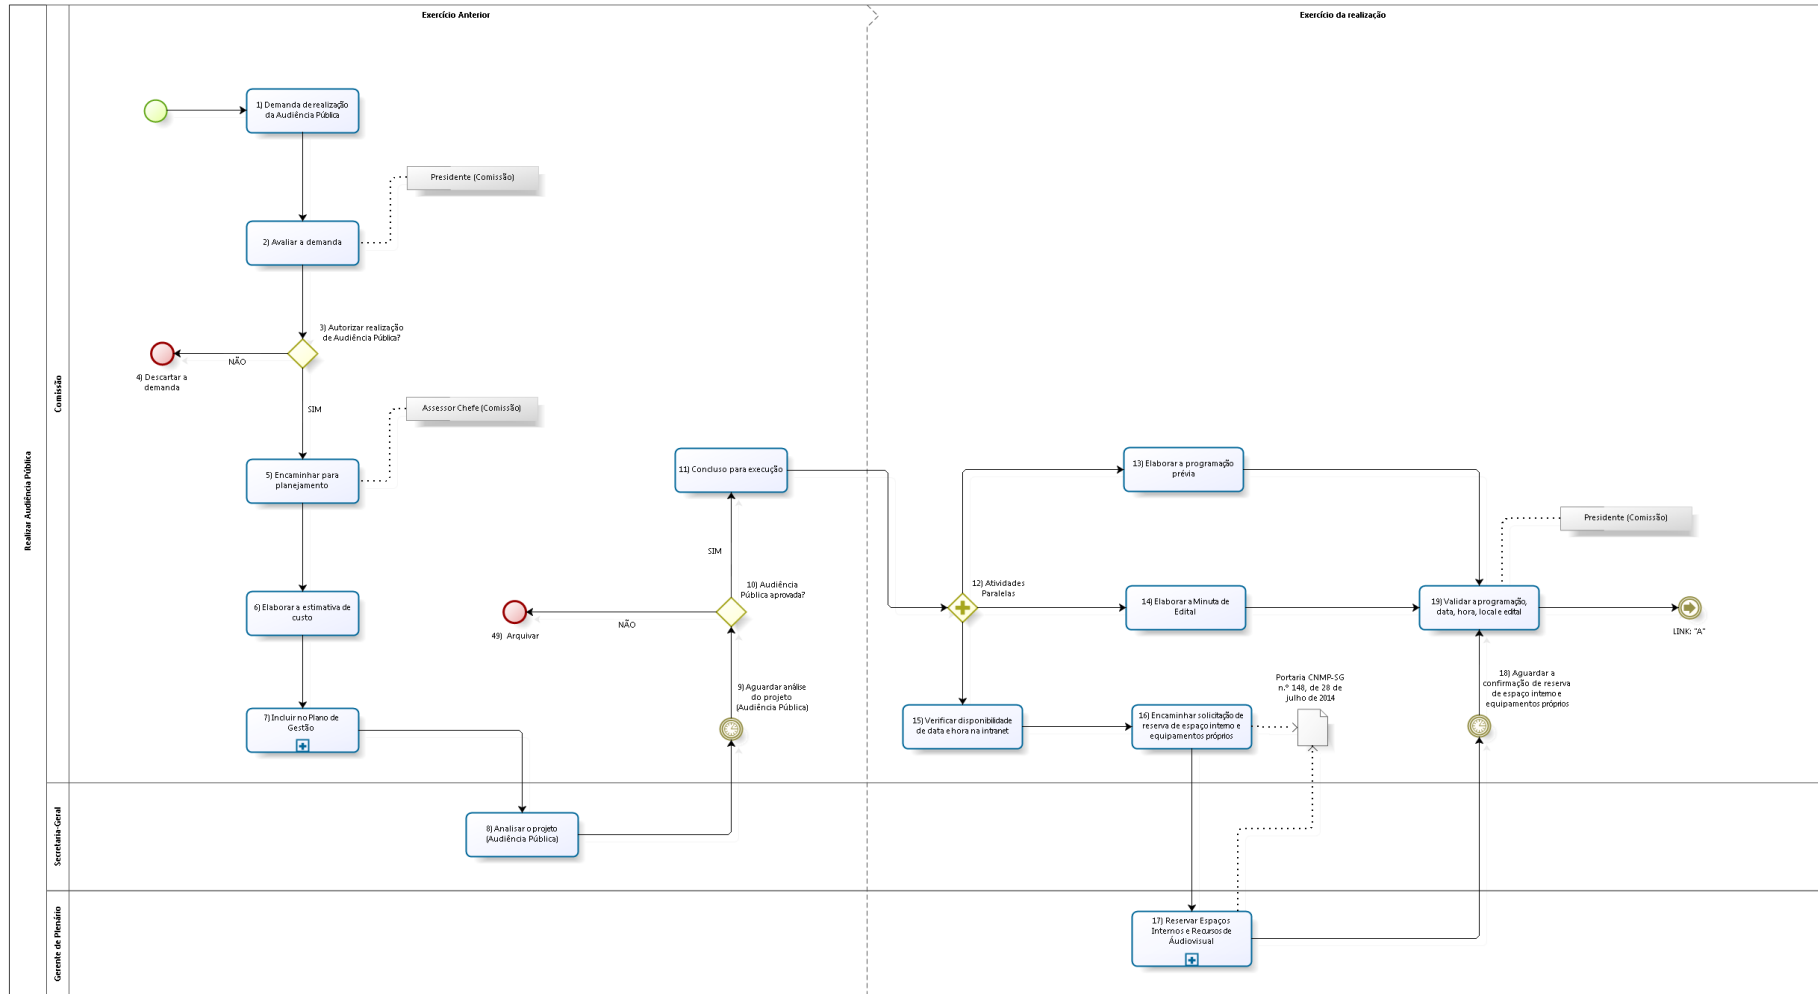 Exercício Anterior
Exercício da realização
Realizar Audiência Pública
Comissão
Secretaria-Geral
Gerente de Plenário
1) Demanda de realização
da Audiência Pública
Presidente (Comissão)
2) Avaliar a demanda
3) Autorizar realização
de Audiência Pública?
NÃO
4) Descartar a
demanda
SIM
Assessor Chefe (Comissão)
5) Encaminhar para
planejamento
6) Elaborar a estimativa de
custo
7) Incluir no Plano de
Gestão
8) Analisar o projeto
(Audiência Pública)
9) Aguardar análise
do projeto
(Audiência Pública)
10) Audiência
Pública aprovada?
NÃO
49) Arquivar
SIM
11) Concluso para execução
12) Atividades
Paralelas
13) Elaborar a programação
prévia
14) Elaborar a Minuta de
Edital
15) Verificar disponibilidade
de data e hora na intranet
16) Encaminhar solicitação de
reserva de espaço interno e
equipamentos próprios
Portaria CNMP-SG
n.º 148, de 28 de
julho de 2014
17) Reservar Espaços
Internos e Recursos de
Áudiovisual
18) Aguardar a
confirmação de reserva
de espaço interno e
equipamentos próprios
Presidente (Comissão)
19) Validar a programação,
data, hora, local e edital
LINK: "A"